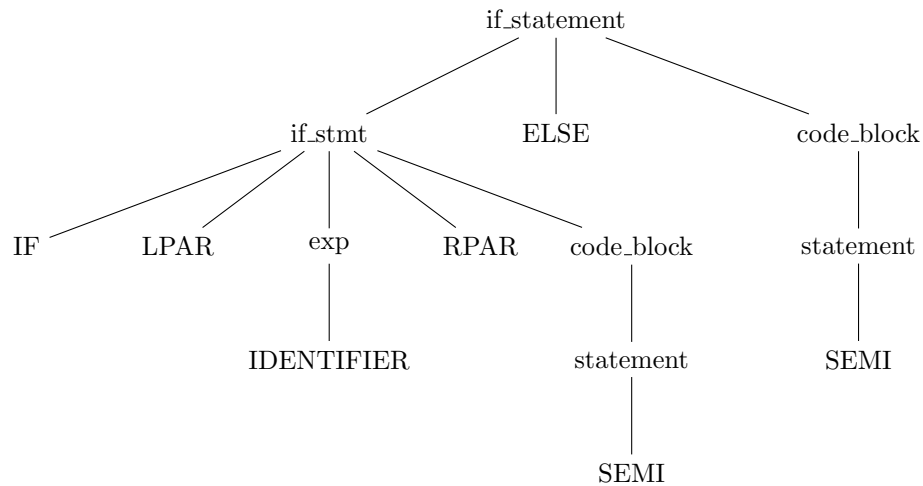 if_statement
if_stmt ELSE code_block
IF LPAR exp RPAR code_block statement
IDENTIFIER statement SEMI
SEMI